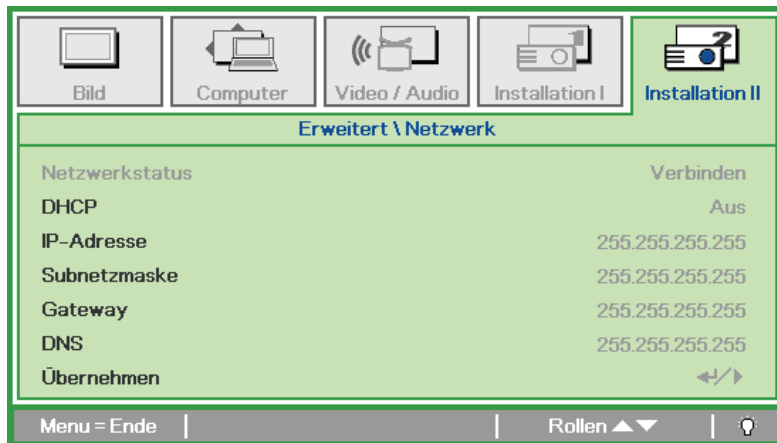 Bild
Computer
Video / Audio
Installation I
Installation II
Erweitert \ Netzwerk
Netzwerkstatus Verbinden
DHCP Aus
IP-Adresse 255.255.255.255
Subnetzmaske 255.255.255.255
Gateway 255.255.255.255
DNS 255.255.255.255
Übernehmen
Menu = Ende Rollen